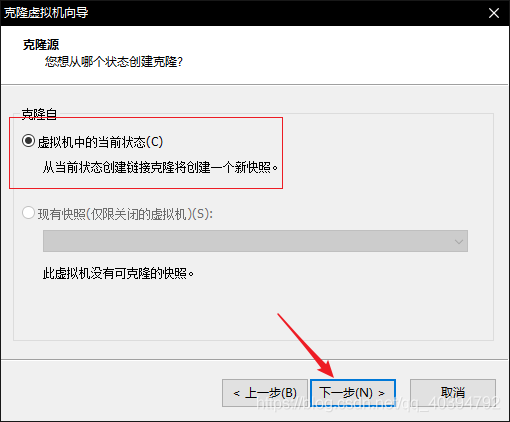 克隆虚拟机向导
克隆源
您想从哪个状态创建克隆?
克隆自
虚拟机中的当前状态(C)
从当前状态创建链接克隆将创建一个新快照。
现有快照(仅限关闭的虚拟机)(S):
此虚拟机没有可克隆的快照。
< 上一步(B)
下一步(N) >
取消
https://blog.csdn.net/qq_40394792